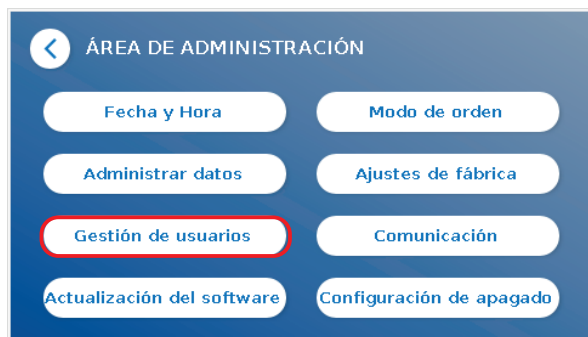 ÁREA DE ADMINISTRACIÓN
Fecha y Hora
Modo de orden
Administrar datos
Ajustes de fábrica
Gestión de usuarios
Comunicación
Actualización del software
Configuración de apagado